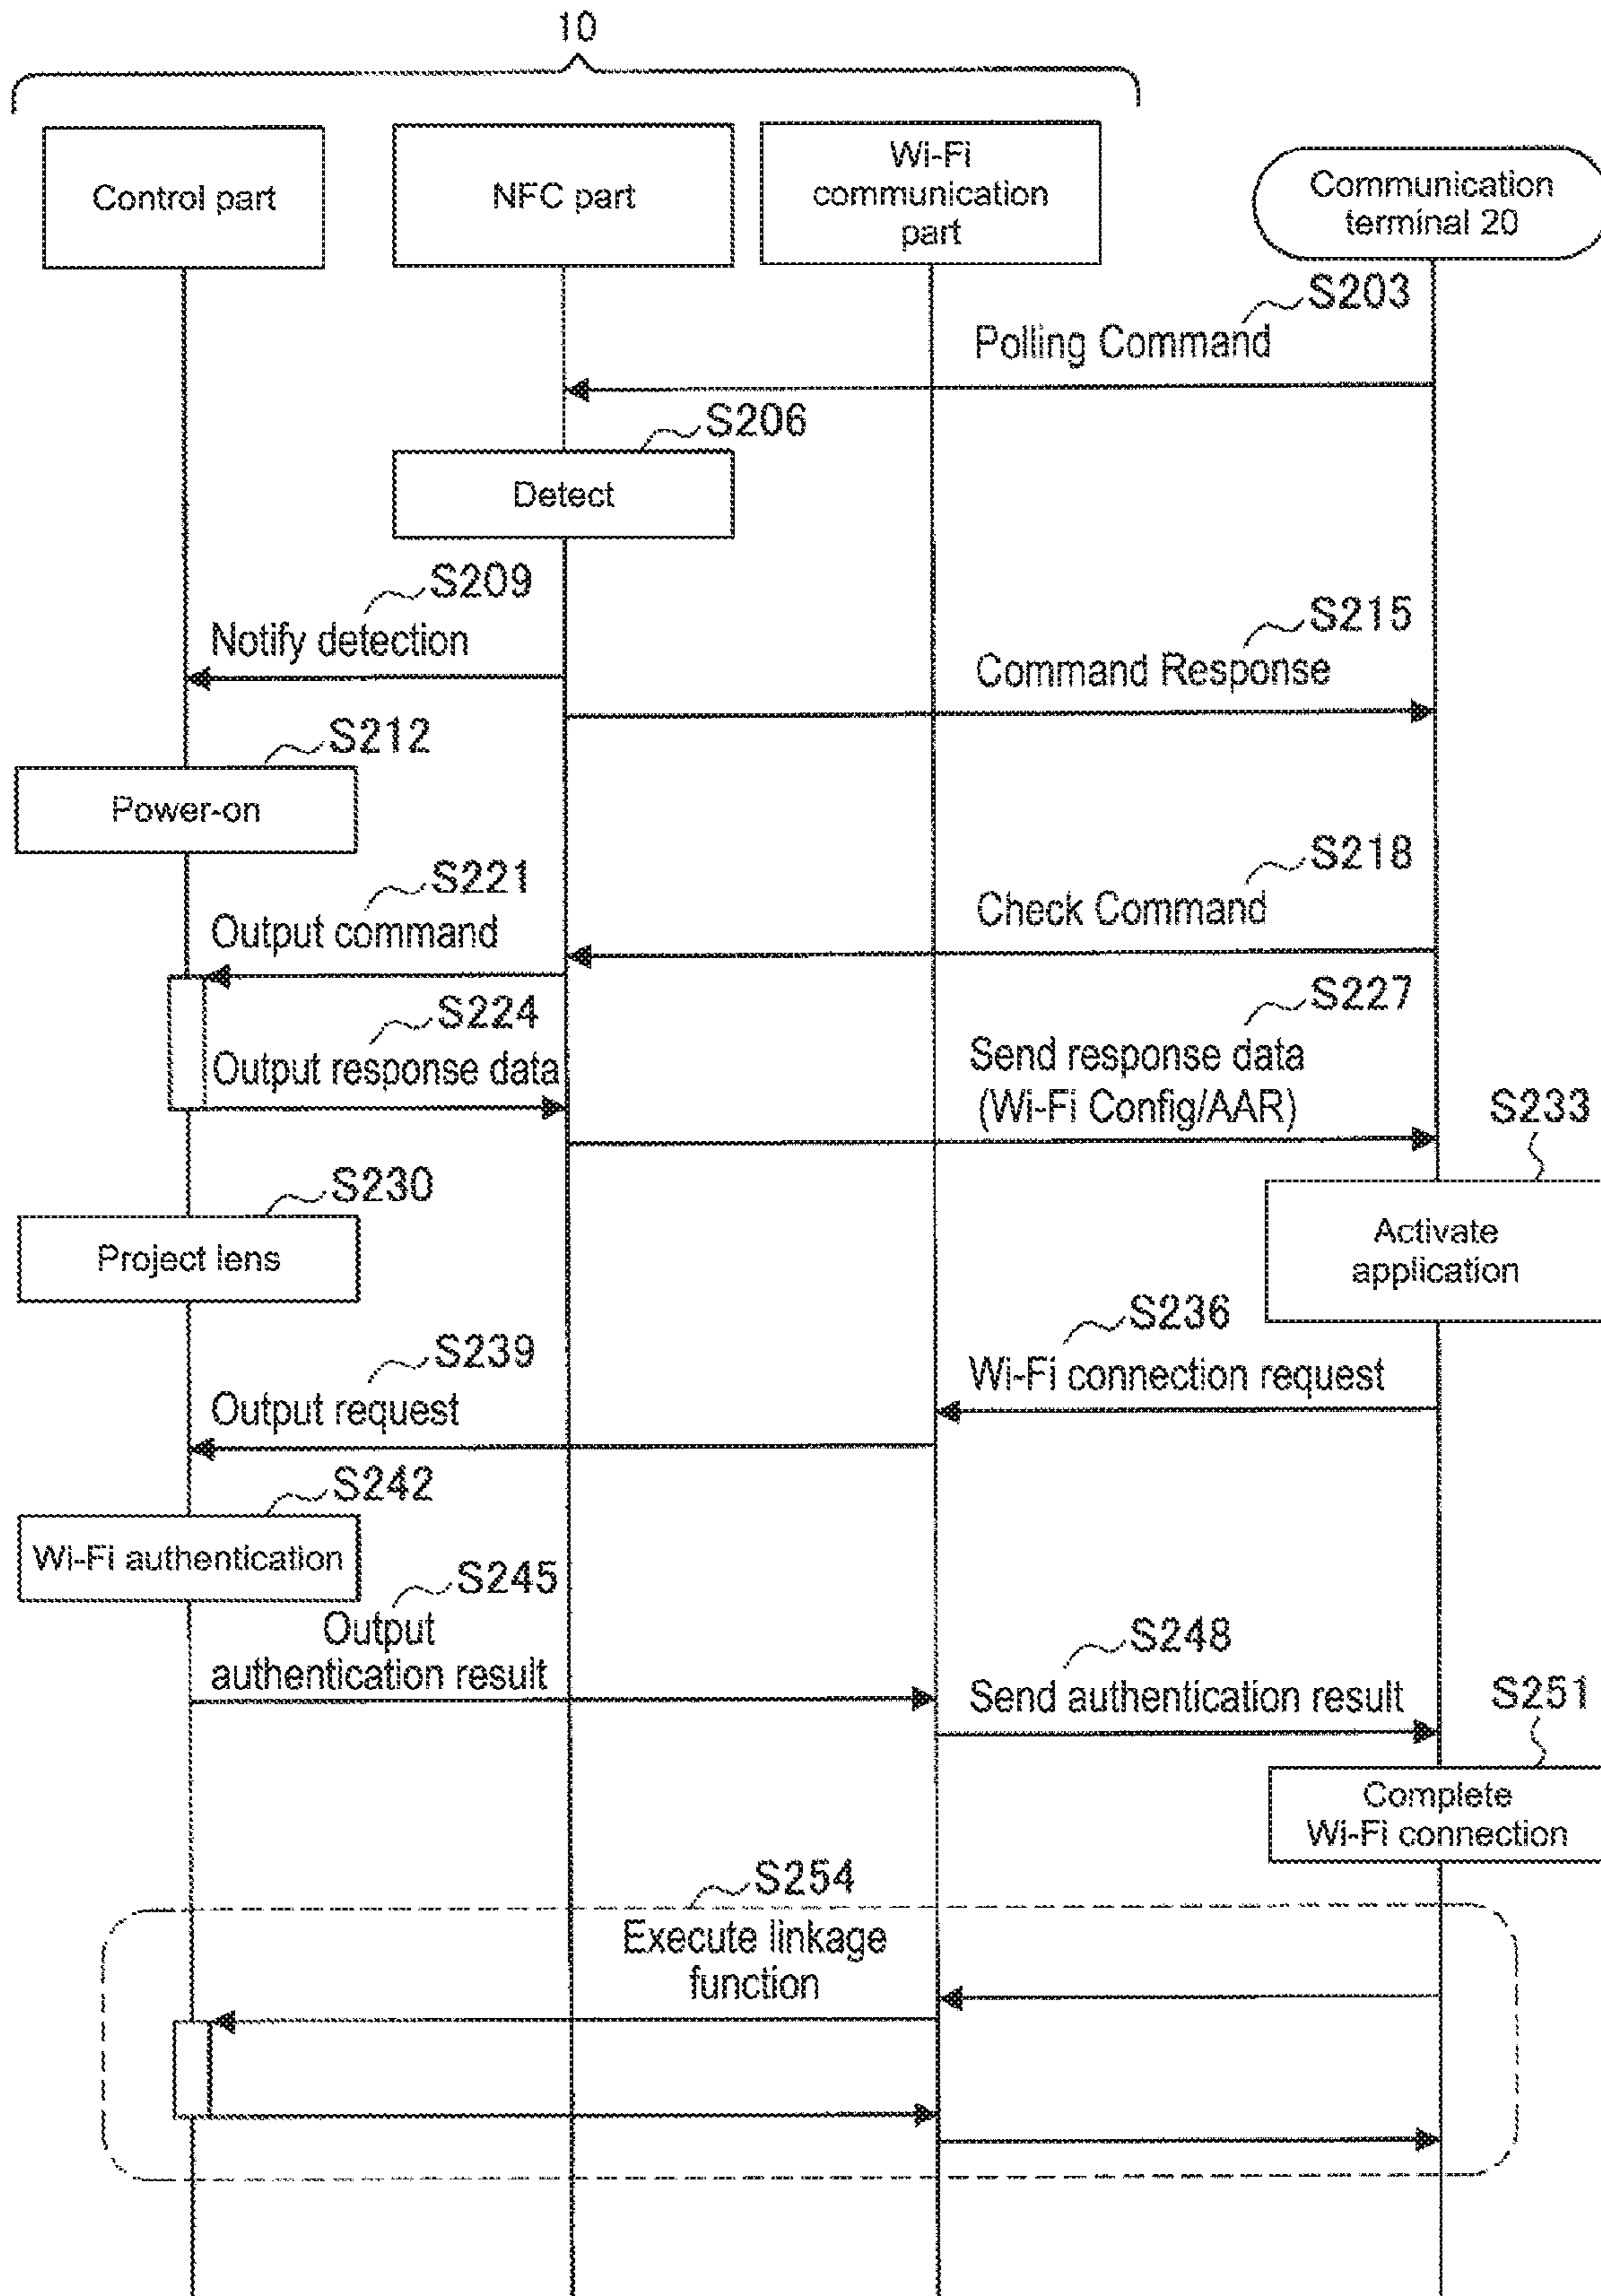 10
Control part
NFC part
Wi-Fi
communication
part
Communication
terminal 20
S203
Polling Command
S206
Detect
S209
Notify detection
S215
Command Response
S212
Power-on
S218
Check Command
S221
Output command
S224
Output response data
S227
Send response data
(Wi-Fi Config/AAR)
S233
Activate
application
S230
Project lens
S236
Wi-Fi connection request
S239
Output request
S242
Wi-Fi authentication
S245
Output
authentication result
S248
Send authentication result
S251
Complete
Wi-Fi connection
S254
Execute linkage
function